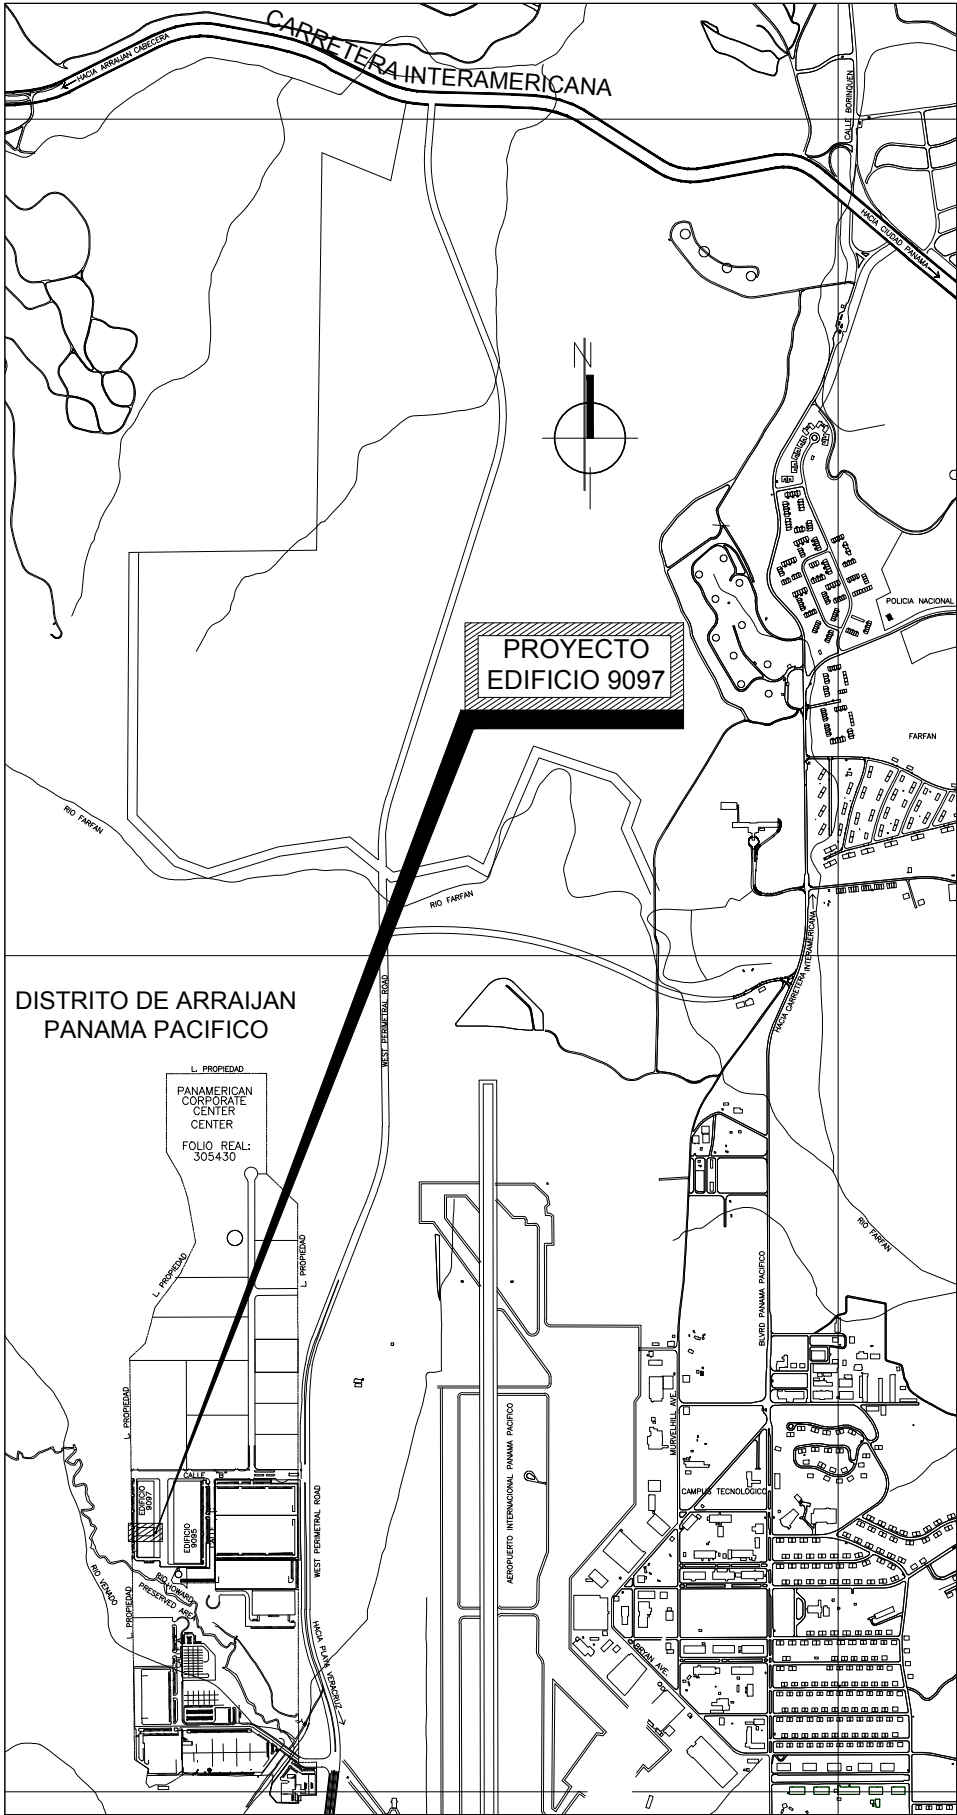 CARRETERA INTERAMERICANA
HACIA ARRAIJAN CABECERA
CALLE BORINQUEN
HACIA CIUDAD PANAMA
N
POLICIA NACIONAL
PROYECTO
EDIFICIO 9097
FARFAN
RIO FARFAN
RIO FARFAN
HACIA CARRETERA INTERAMERICANA
WEST PERIMETRAL ROAD
DISTRITO DE ARRAIJAN
PANAMA PACIFICO
L. PROPIEDAD
PANAMERICAN
CORPORATE
CENTER
CENTER
FOLIO REAL:
305430
RIO FARFAN
L. PROPIEDAD
L. PROPIEDAD
BLVRD PANAMA PACIFICO
L. PROPIEDAD
MURVELHILL AVE.
AEROPUERTO INTERNACIONAL PANAMA PACIFICO
CALLE B
CAMPUS TECNOLOGICO
EDIFICIO
9097
EDIFICIO
9095
WEST PERIMETRAL ROAD
RIO VENADO
RIO HOWARD
PRESERVED AREA
L. PROPIEDAD
HACIA PLAYA VERACRUZ
BRYAN AVE.